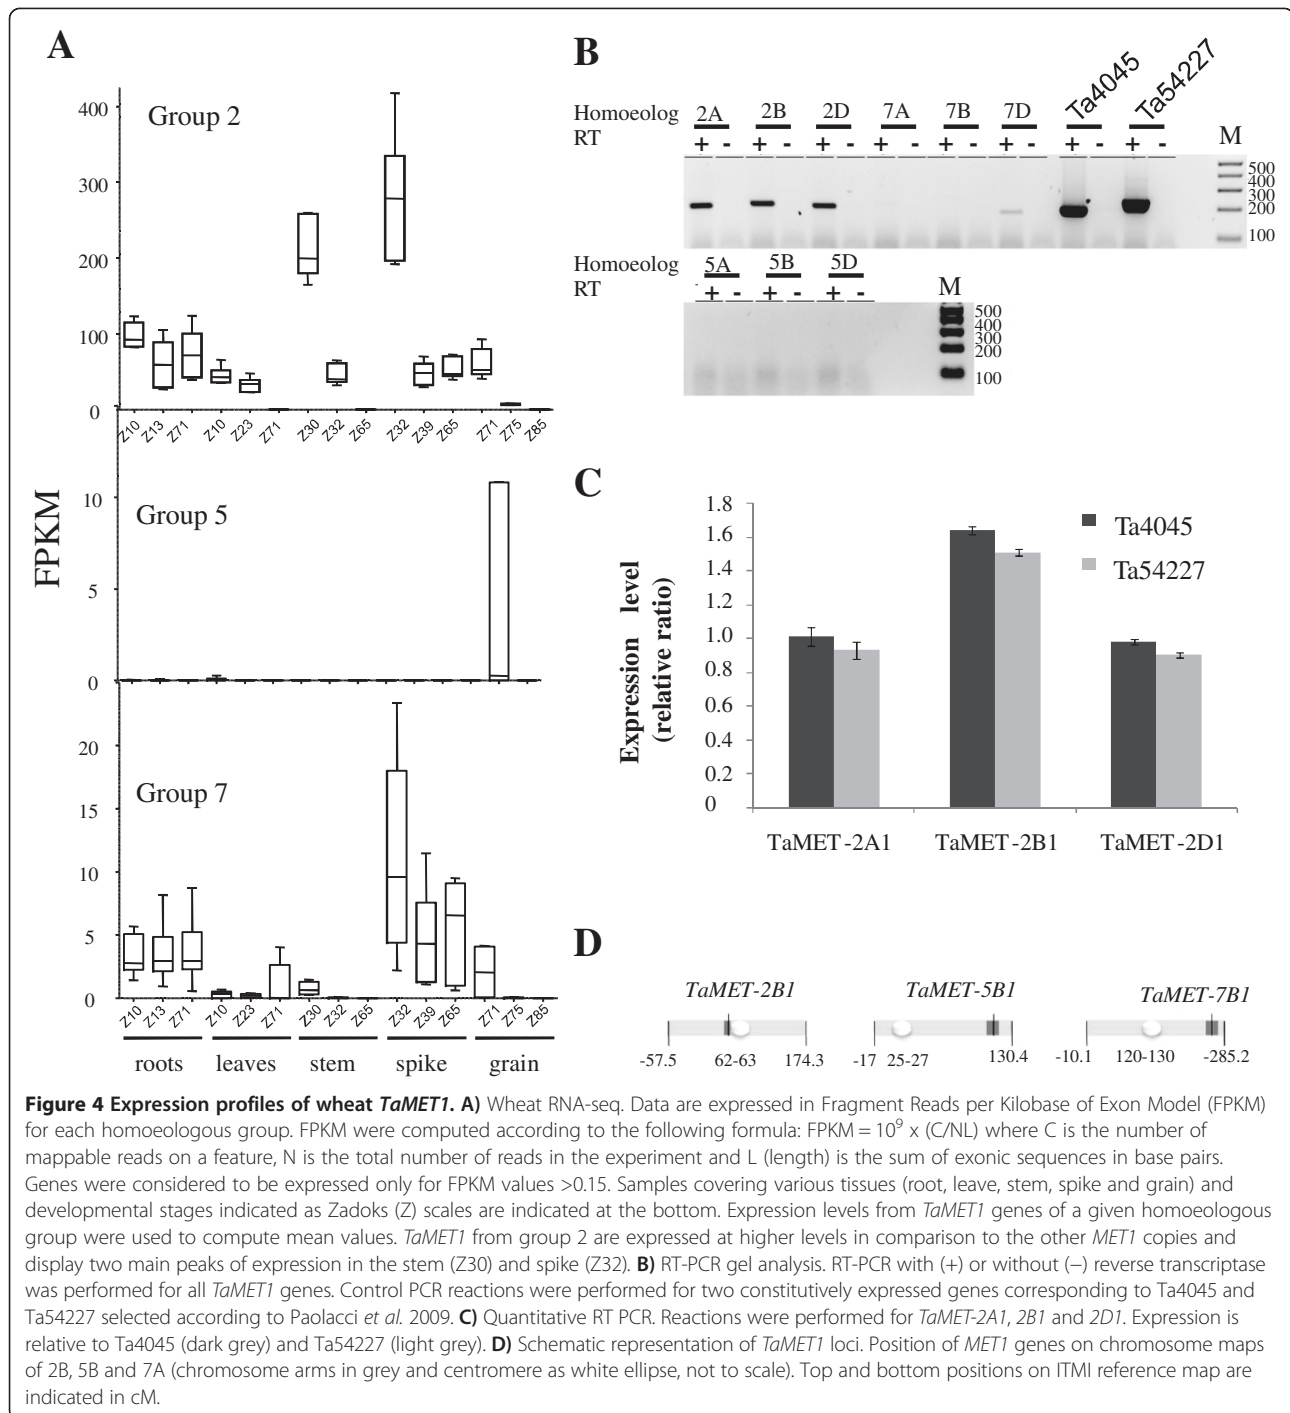 A
Group 2
400
300
200
100
0
Z10 Z13 Z71 Z10 Z23 Z71 Z30 Z32 Z65 Z32 Z39 Z65 Z71 Z75 Z85
FPKM
Group 5
10
5
0
Group 7
20
15
10
5
0
Z10 Z13 Z71 Z10 Z23 Z71 Z30 Z32 Z65 Z32 Z39 Z65 Z71 Z75 Z85
roots leaves stem spike grain
B
Homoeolog 2A 2B 2D 7A 7B 7D Ta4045 Ta54227
RT + - + - + - + - + - + - + - + - M
500
400
300
200
100
Homoeolog 5A 5B 5D
RT + - + - + - M
500
400
300
200
100
C
Expression level
(relative ratio)
1.8
1.6
1.4
1.2
1.0
0.8
0.6
0.4
0.2
0
Ta4045
Ta54227
TaMET-2A1 TaMET-2B1 TaMET-2D1
D
TaMET-2B1 TaMET-5B1 TaMET-7B1
-57.5 62-63 174.3 -17 25-27 130.4 -10.1 120-130 -285.2
Figure 4 Expression profiles of wheat TaMET1. A) Wheat RNA-seq. Data are expressed in Fragment Reads per Kilobase of Exon Model (FPKM)
for each homoeologous group. FPKM were computed according to the following formula: FPKM = 10⁹ x (C/NL) where C is the number of
mappable reads on a feature, N is the total number of reads in the experiment and L (length) is the sum of exonic sequences in base pairs.
Genes were considered to be expressed only for FPKM values >0.15. Samples covering various tissues (root, leave, stem, spike and grain) and
developmental stages indicated as Zadoks (Z) scales are indicated at the bottom. Expression levels from TaMET1 genes of a given homoeologous
group were used to compute mean values. TaMET1 from group 2 are expressed at higher levels in comparison to the other MET1 copies and
display two main peaks of expression in the stem (Z30) and spike (Z32). B) RT-PCR gel analysis. RT-PCR with (+) or without (−) reverse transcriptase
was performed for all TaMET1 genes. Control PCR reactions were performed for two constitutively expressed genes corresponding to Ta4045 and
Ta54227 selected according to Paolacci et al. 2009. C) Quantitative RT PCR. Reactions were performed for TaMET-2A1, 2B1 and 2D1. Expression is
relative to Ta4045 (dark grey) and Ta54227 (light grey). D) Schematic representation of TaMET1 loci. Position of MET1 genes on chromosome maps
of 2B, 5B and 7A (chromosome arms in grey and centromere as white ellipse, not to scale). Top and bottom positions on ITMI reference map are
indicated in cM.